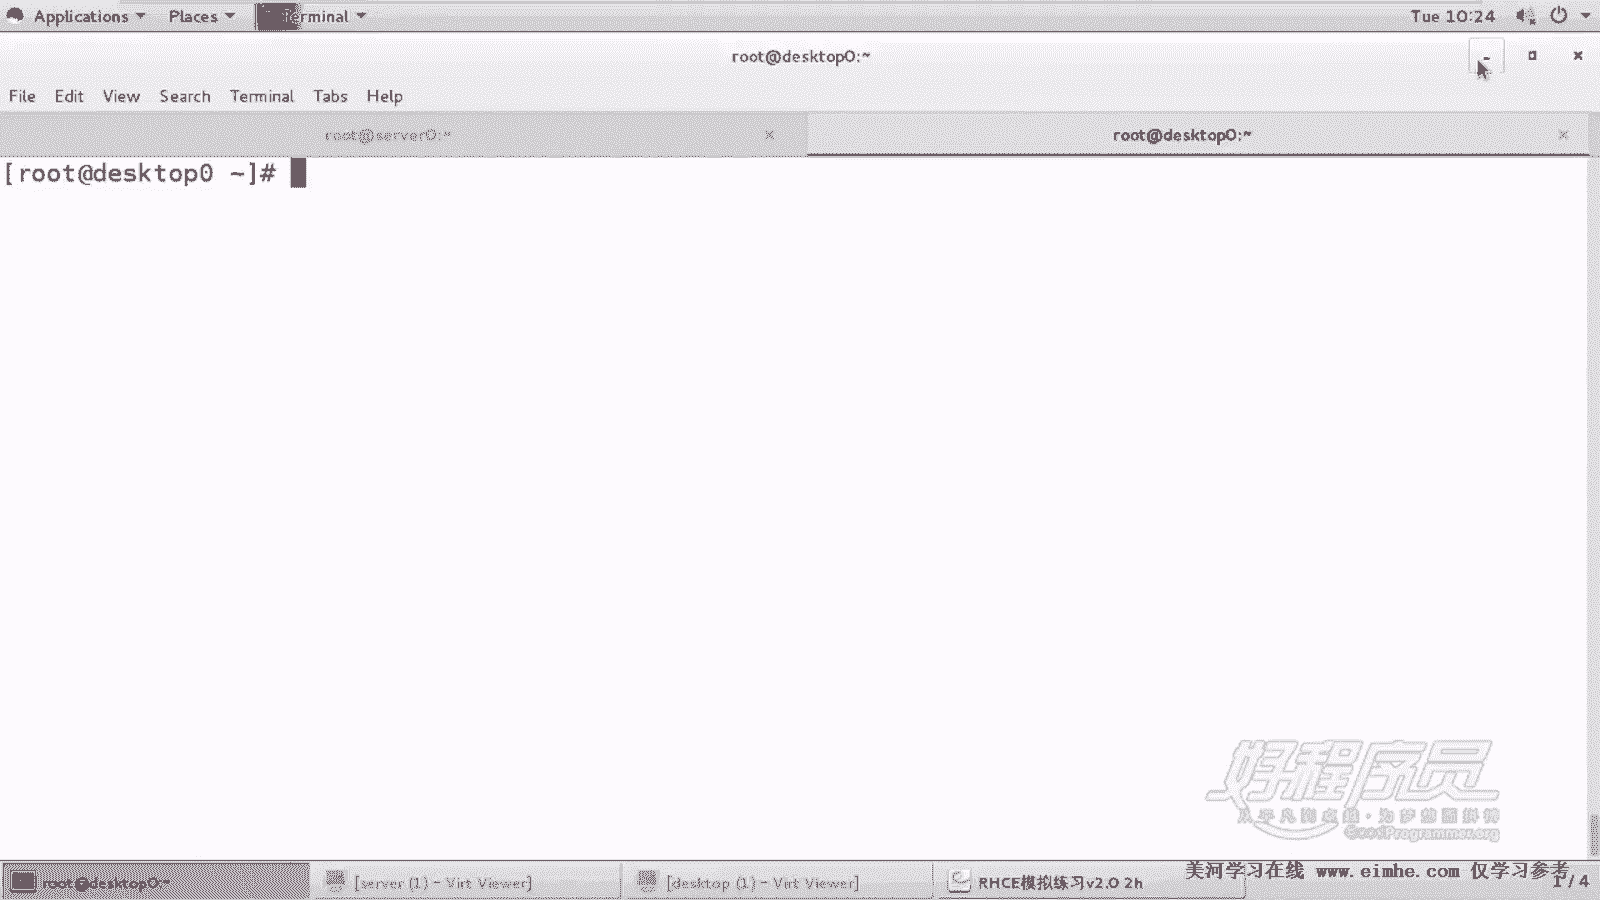 Applications Places Terminal Tue 10:24
root@desktop0:~
File Edit View Search Terminal Tabs Help
root@server0:~ root@desktop0:~
[root@desktop0 ~]#
好程序员
GoodProgrammer.org
美河学习在线 www.eimhe.com 仅学习参考
root@desktop0:~ [server (1) - Virt Viewer] [desktop (1) - Virt Viewer] RHCE模拟练习v2.0 2h 1 / 4